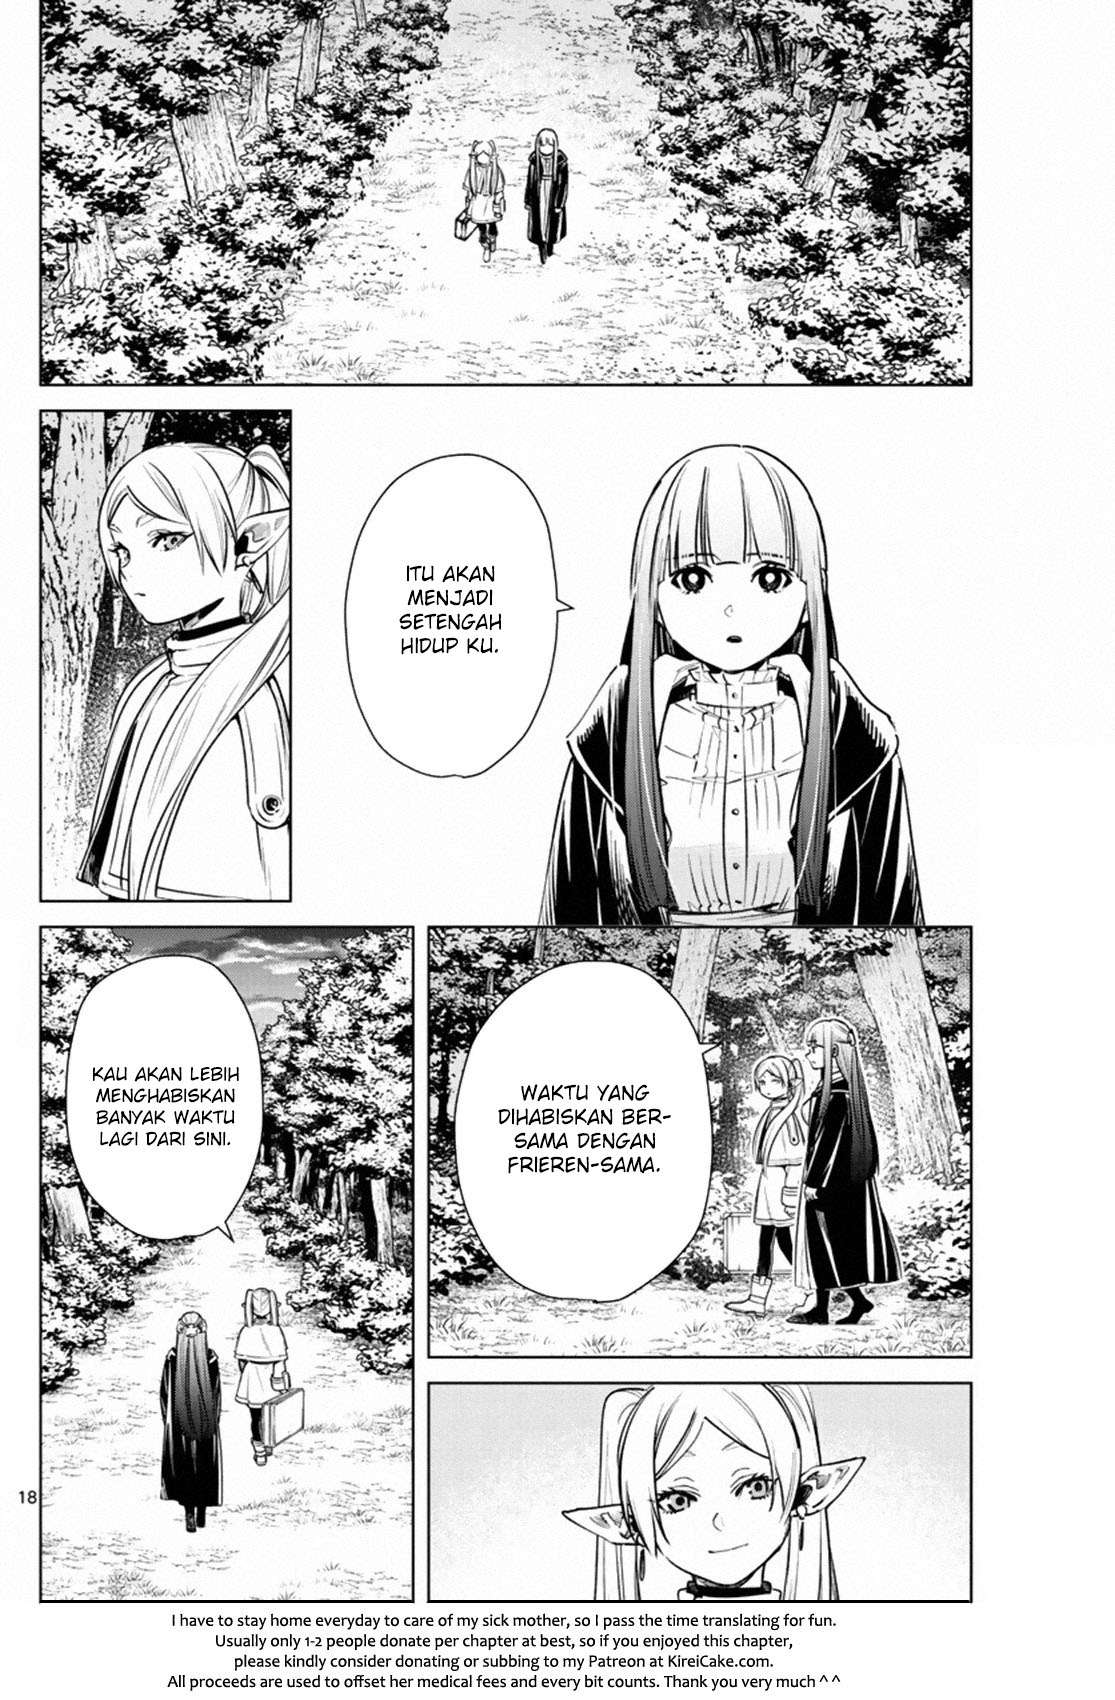 ITU AKAN
MENJADI
SETENGAH
HIDUP KU.
WAKTU YANG
DIHABISKAN BER-
SAMA DENGAN
FRIEREN-SAMA.
KAU AKAN LEBIH
MENGHABISKAN
BANYAK WAKTU
LAGI DARI SINI.
18
I have to stay home everyday to care of my sick mother, so I pass the time translating for fun.
Usually only 1-2 people donate per chapter at best, so if you enjoyed this chapter,
please kindly consider donating or subbing to my Patreon at KireiCake.com.
All proceeds are used to offset her medical fees and every bit counts. Thank you very much ^ ^